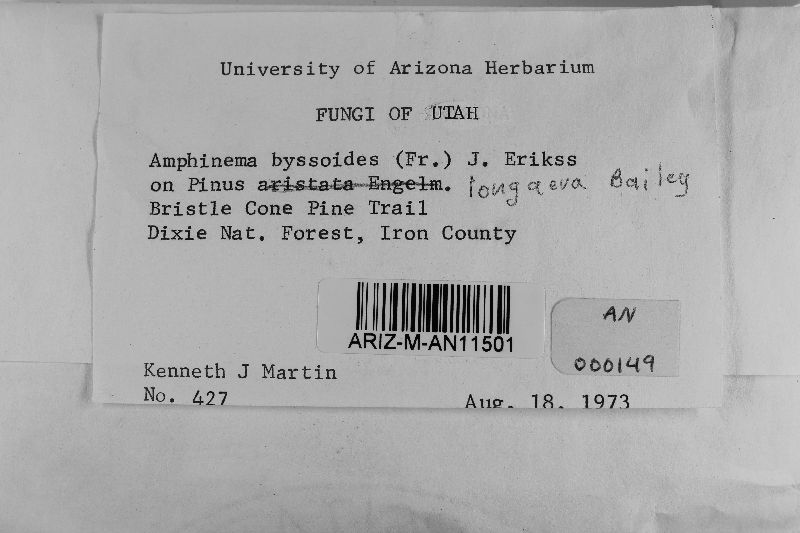 University of Arizona Herbarium
FUNGI OF UTAH
Amphinema byssoides (Fr.) J. Erikss
on Pinus aristata Engelm. longaeva Bailey
Bristle Cone Pine Trail
Dixie Nat. Forest, Iron County
ARIZ-M-AN11501
AN
000149
Kenneth J Martin
No. 427
Aug. 18. 1973